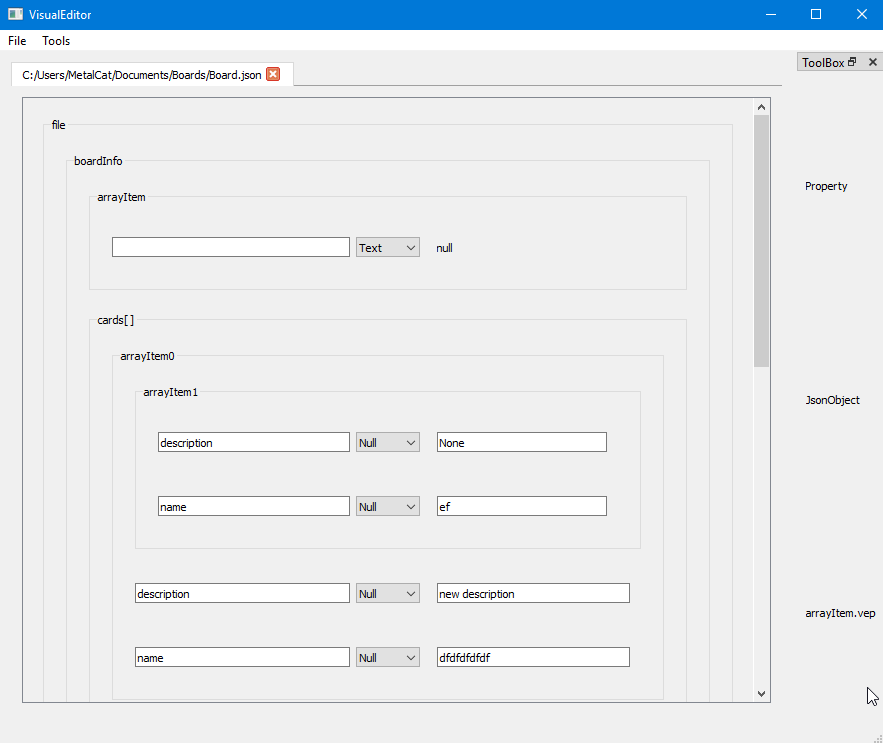 VisualEditor
File Tools
C:/Users/MetalCat/Documents/Boards/Board.json
ToolBox
file
boardInfo
arrayItem
Property
Text null
cards[]
arrayItem0
arrayItem1
JsonObject
description Null None
name Null ef
description Null new description
arrayItem.vep
name Null dfdfdfdfdf